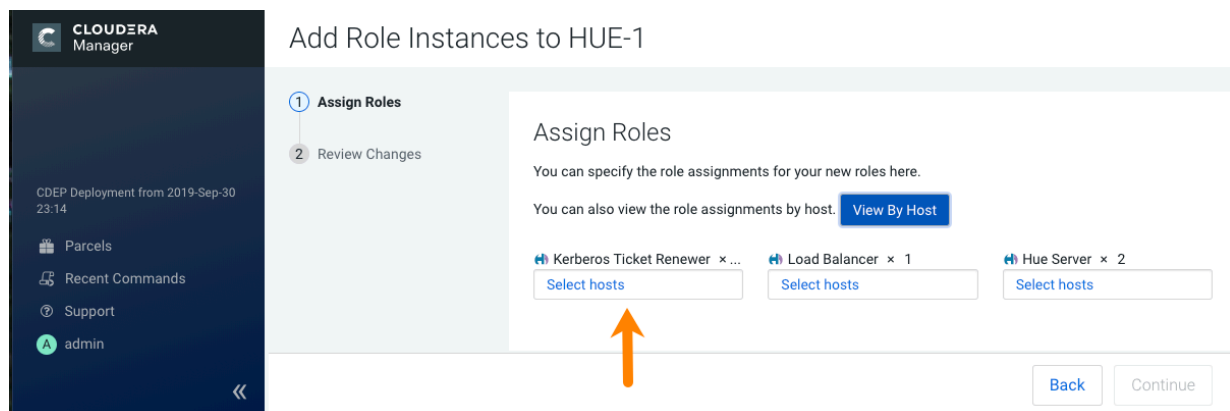 CLOUDERA
Manager
CDEP Deployment from 2019-Sep-30
23:14
Parcels
Recent Commands
Support
A admin
Add Role Instances to HUE-1
1 Assign Roles
2 Review Changes
Assign Roles
You can specify the role assignments for your new roles here.
You can also view the role assignments by host. View By Host
Kerberos Ticket Renewer × ... Load Balancer × 1 Hue Server × 2
Select hosts Select hosts Select hosts
Back Continue